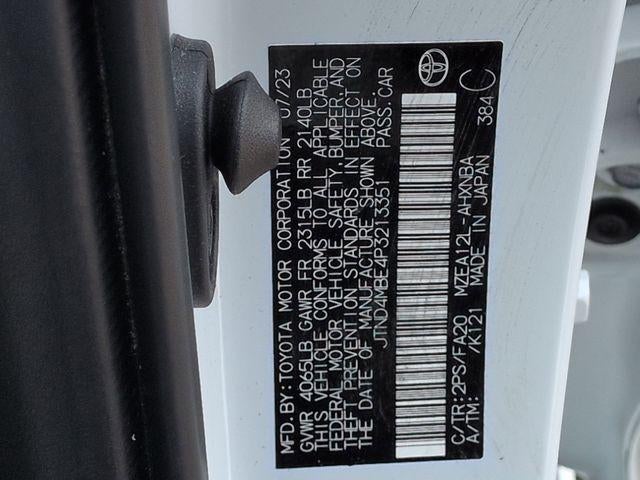 MFD.BY: TOYOTA MOTOR CORPORATION 07/23
GVWR 4065LB GAWR FR 2315LB RR 2140LB
THIS VEHICLE CONFORMS TO ALL APPLICABLE
FEDERAL MOTOR VEHICLE SAFETY, BUMPER, AND
THEFT PREVENTION STANDARDS IN EFFECT ON
THE DATE OF MANUFACTURE SHOWN ABOVE.
JTND4MBE4P32T3351 PASS.CAR
C/TR: 2PS/FA20 MZEA12L-AHXNBA
A/TM: /K121 MADE IN JAPAN 384 C